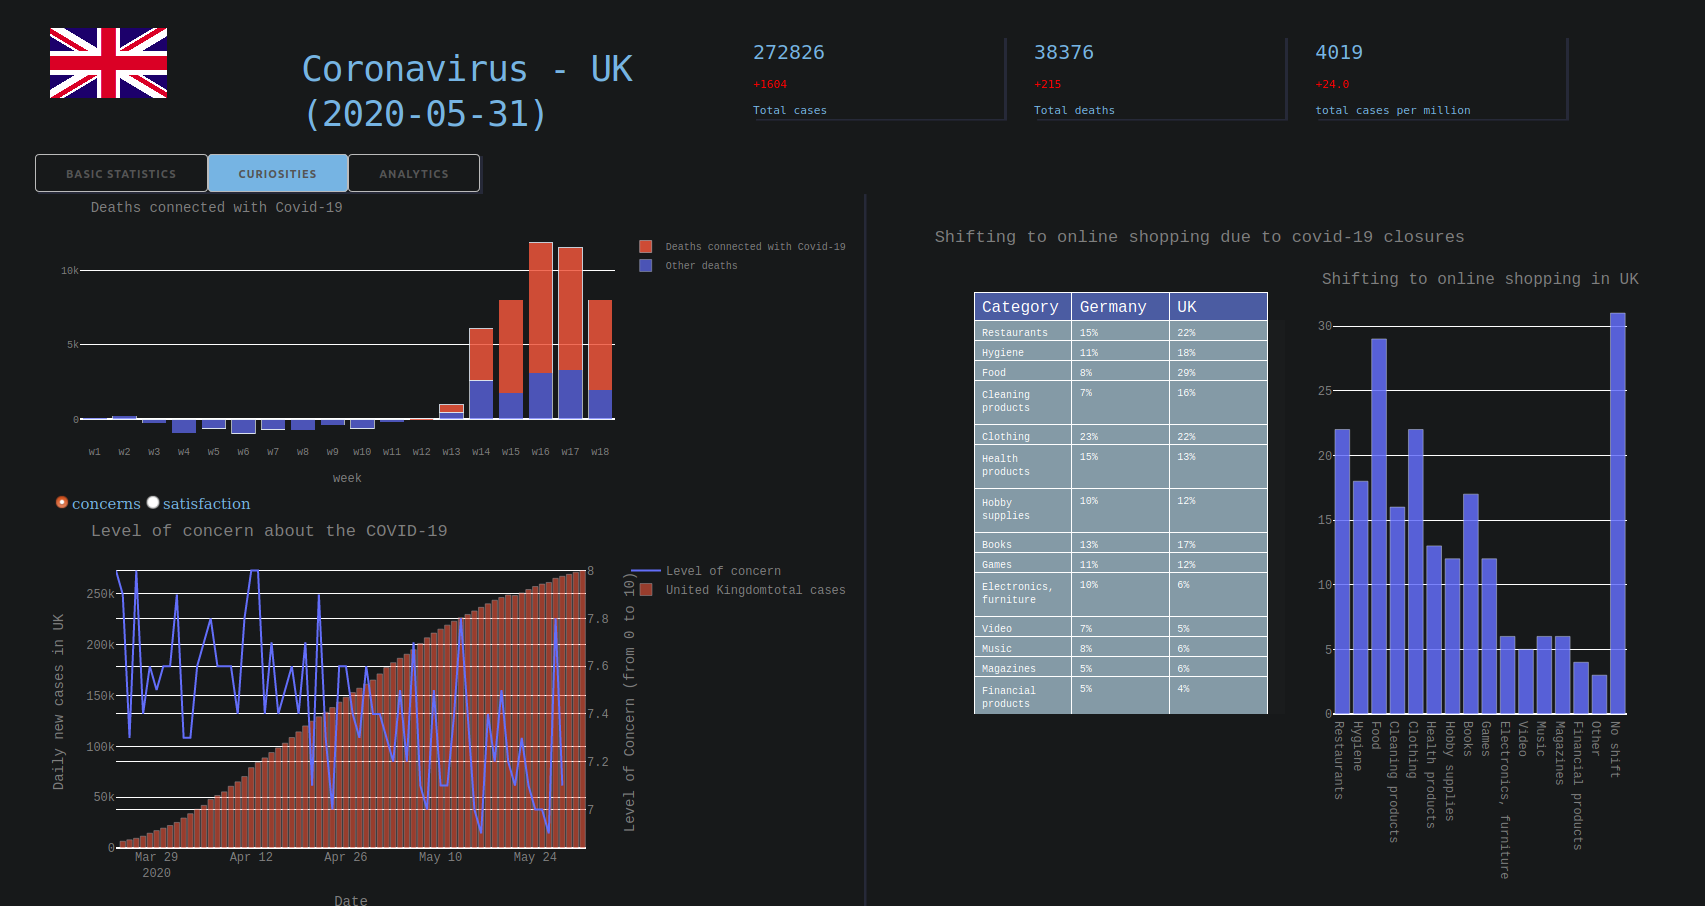 Coronavirus - UK
(2020-05-31)
272826
+1604
Total cases
38376
+215
Total deaths
4019
+24.0
total cases per million
BASIC STATISTICS
CURIOSITIES
ANALYTICS
Deaths connected with Covid-19
Deaths connected with Covid-19
Other deaths
10k
5k
0
w1 w2 w3 w4 w5 w6 w7 w8 w9 w10 w11 w12 w13 w14 w15 w16 w17 w18
week
concerns satisfaction
Level of concern about the COVID-19
Level of concern
United Kingdomtotal cases
Daily new cases in UK
250k
200k
150k
100k
50k
0
8
7.8
7.6
7.4
7.2
7
Level of Concern (from 0 to 10)
Mar 29 Apr 12 Apr 26 May 10 May 24
2020
Date
Shifting to online shopping due to covid-19 closures
Category Germany UK
Restaurants 15% 22%
Hygiene 11% 18%
Food 8% 29%
Cleaning 7% 16%
products
Clothing 23% 22%
Health 15% 13%
products
Hobby 10% 12%
supplies
Books 13% 17%
Games 11% 12%
Electronics, 10% 6%
furniture
Video 7% 5%
Music 8% 6%
Magazines 5% 6%
Financial 5% 4%
products
Shifting to online shopping in UK
30
25
20
15
10
5
0
Restaurants
Hygiene
Food
Cleaning products
Clothing
Health products
Hobby supplies
Books
Games
Electronics, furniture
Video
Music
Magazines
Financial products
Other
No shift